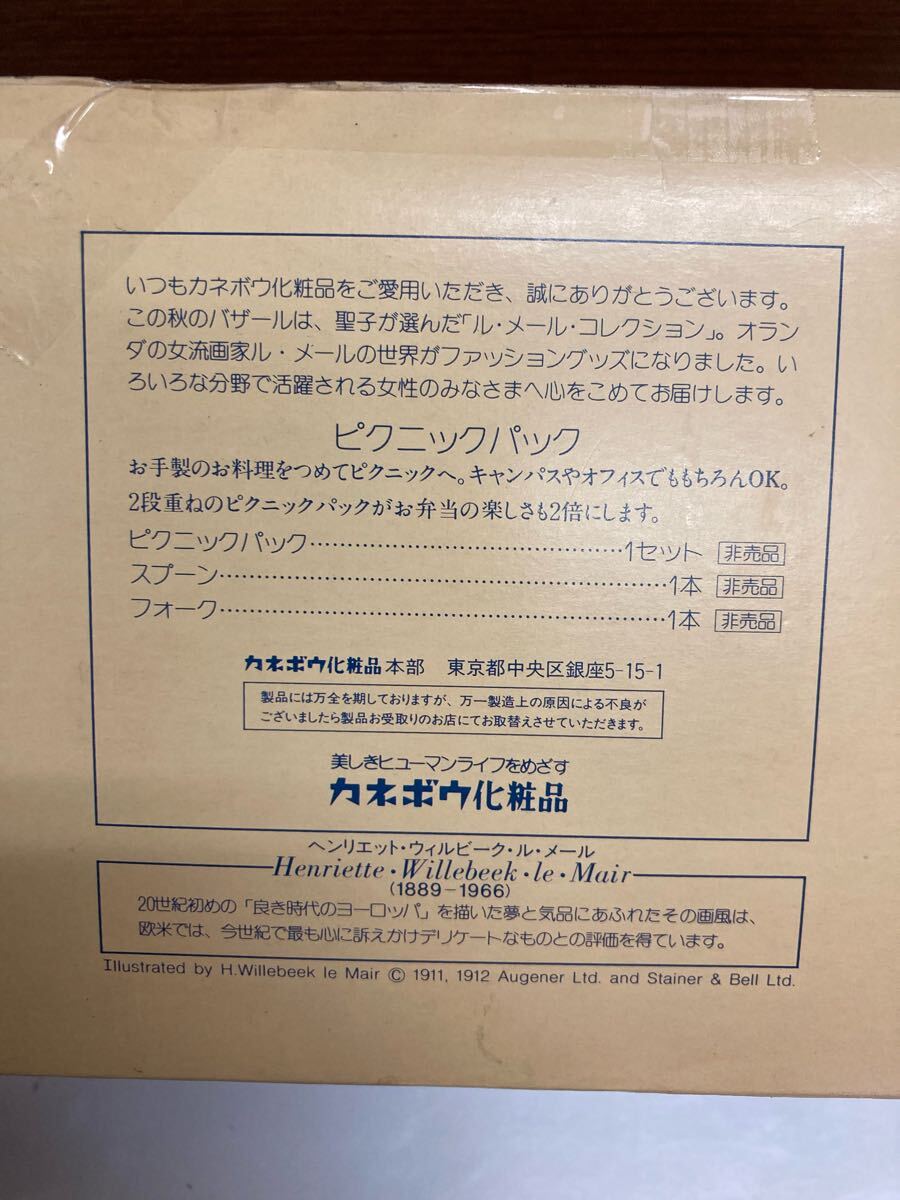 いつもカネボウ化粧品をご愛用いただき、誠にありがとうございます。
この秋のバザールは、聖子が選んだ「ル・メール・コレクション」。オラン
ダの女流画家ル・メールの世界がファッショングッズになりました。い
ろいろな分野で活躍される女性のみなさまへ心をこめてお届けします。
ピクニックパック
お手製のお料理をつめてピクニックへ。キャンパスやオフィスでももちろんOK。
2段重ねのピクニックパックがお弁当の楽しさも2倍にします。
ピクニックパック……………………………1セット 非売品
スプーン………………………………………1本 非売品
フォーク………………………………………1本 非売品
カネボウ化粧品本部 東京都中央区銀座5-15-1
製品には万全を期しておりますが、万一製造上の原因による不良が
ございましたら製品お受取りのお店にてお取替えさせていただきます。
美しきヒューマンライフをめざす
カネボウ化粧品
ヘンリエット・ウィルビーク・ル・メール
Henriette・Willebeek・le・Mair
(1889-1966)
20世紀初めの「良き時代のヨーロッパ」を描いた夢と気品にあふれたその画風は、
欧米では、今世紀で最も心に訴えかけデリケートなものとの評価を得ています。
Illustrated by H.Willebeek le Mair © 1911, 1912 Augener Ltd. and Stainer & Bell Ltd.